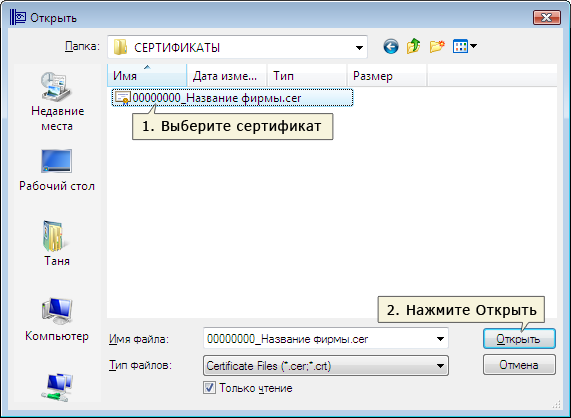 Открыть
Папка:
СЕРТИФИКАТЫ
Имя
Дата изме...
Тип
Размер
00000000_Название фирмы.cer
1. Выберите сертификат
Недавние
места
Рабочий стол
Таня
Компьютер
2. Нажмите Открыть
Имя файла:
00000000_Название фирмы.cer
Открыть
Тип файлов:
Certificate Files (*.cer;*.crt)
Отмена
Только чтение